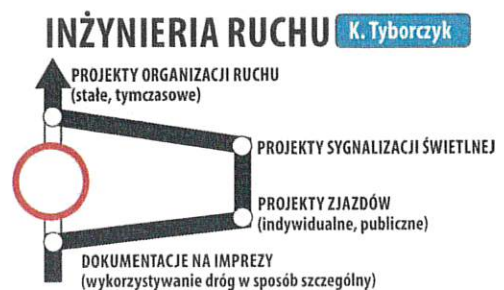 INŻYNIERIA RUCHU K. Tyborczyk
PROJEKTY ORGANIZACJI RUCHU
(stałe, tymczasowe)
PROJEKTY SYGNALIZACJI ŚWIETLNEJ
PROJEKTY ZJAZDÓW
(indywidualne, publiczne)
DOKUMENTACJE NA IMPREZY
(wykorzystywanie dróg w sposób szczególny)